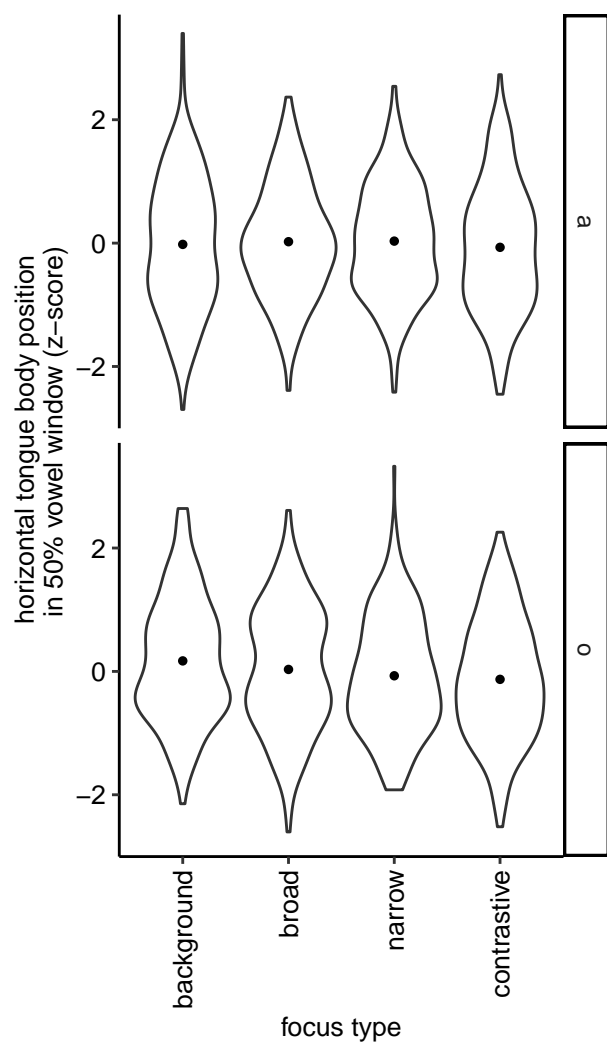 horizontal tongue body position
in 50% vowel window (z−score)
2
0
−2
a
2
0
−2
o
background
broad
narrow
contrastive
focus type